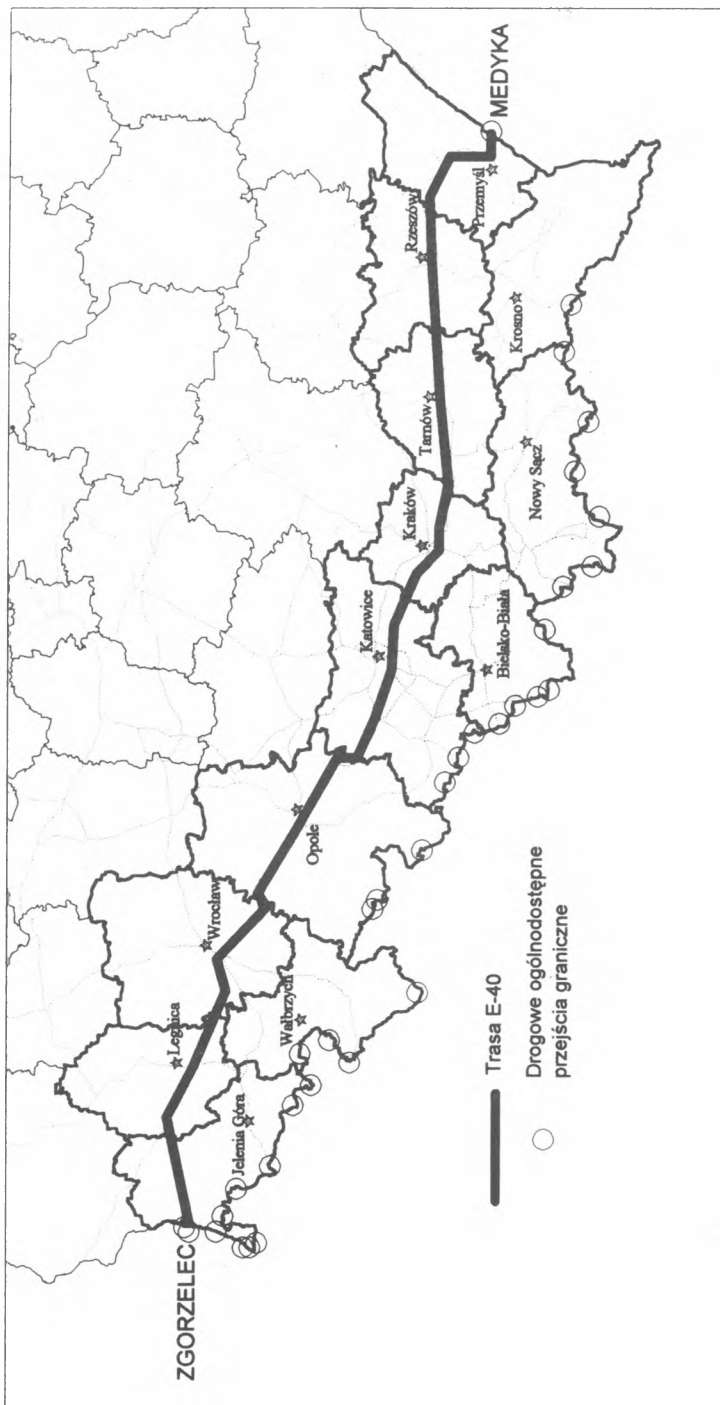 ZGORZELEC
Jelenia Góra
Legnica
Wałbrzych
Wrocław
Opole
Katowice
Bielsko-Biała
Kraków
Nowy Sącz
Tarnów
Krosno
Rzeszów
Przemyśl
MEDYKA
Trasa E-40
Drogowe ogólnodostępne
przejścia graniczne